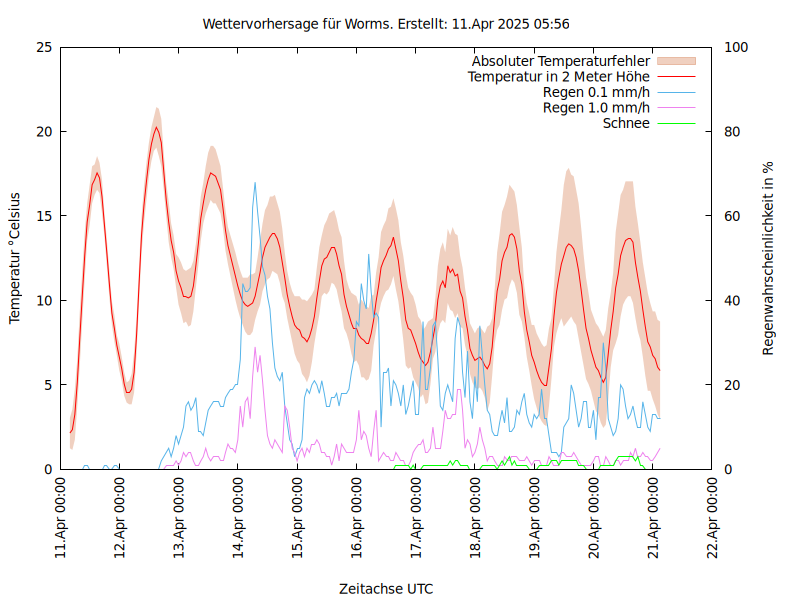 Wettervorhersage für Worms. Erstellt: 11.Apr 2025 05:56
Absoluter Temperaturfehler
Temperatur in 2 Meter Höhe
Regen 0.1 mm/h
Regen 1.0 mm/h
Schnee
Temperatur °Celsius
25
20
15
10
5
0
Regenwahrscheinlichkeit in %
100
80
60
40
20
0
11.Apr 00:00
12.Apr 00:00
13.Apr 00:00
14.Apr 00:00
15.Apr 00:00
16.Apr 00:00
17.Apr 00:00
18.Apr 00:00
19.Apr 00:00
20.Apr 00:00
21.Apr 00:00
22.Apr 00:00
Zeitachse UTC